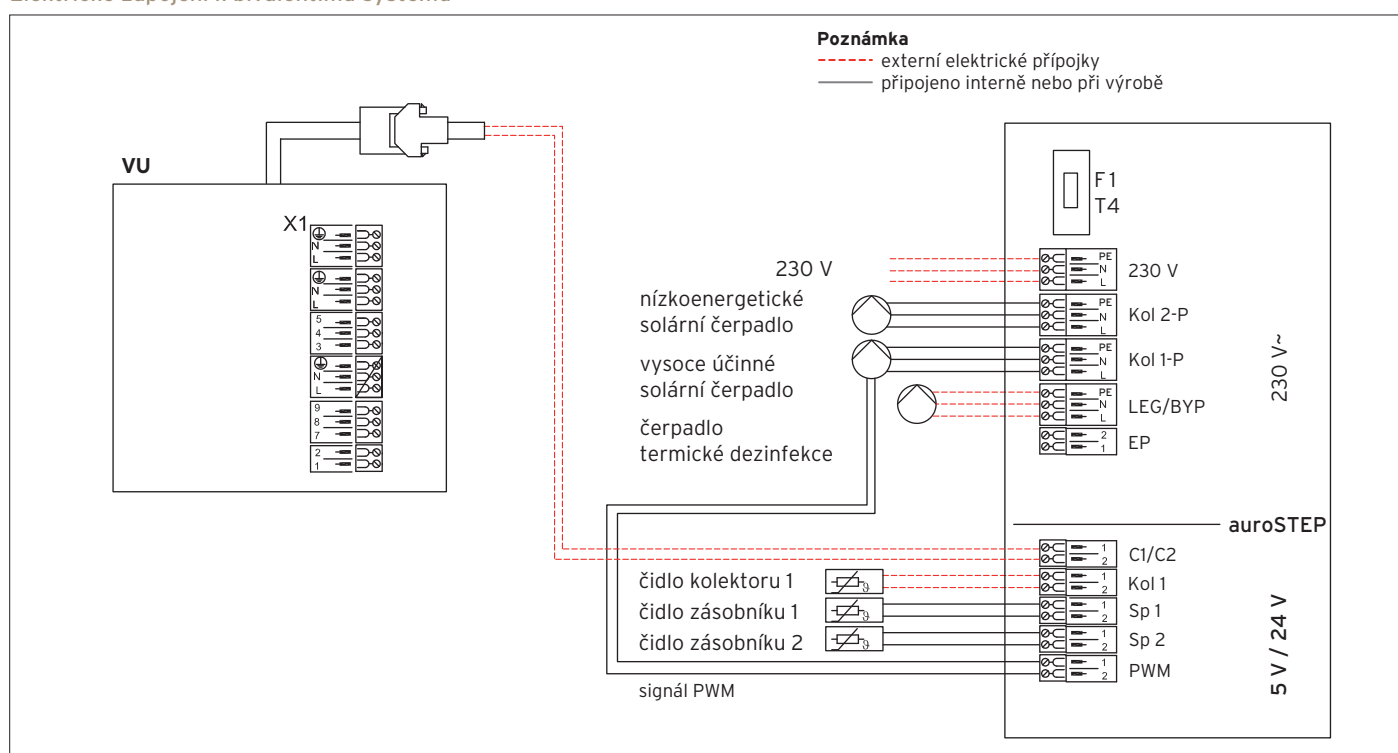 Poznámka
externí elektrické přípojky
připojeno interně nebo při výrobě
VU
X1
N
L
N
L
5
4
3
N
L
9
8
7
2
1
F1
T4
230 V
PE
N
L
230 V
nízkoenergetické
solární čerpadlo
PE
N
L
Kol 2-P
vysoce účinné
solární čerpadlo
PE
N
L
Kol 1-P
čerpadlo
termické dezinfekce
PE
N
L
LEG/BYP
2
1
EP
230 V~
auroSTEP
1
2
C1/C2
čidlo kolektoru 1
ϑ
1
2
Kol 1
čidlo zásobníku 1
ϑ
1
2
Sp 1
čidlo zásobníku 2
ϑ
1
2
Sp 2
1
2
PWM
signál PWM
5 V / 24 V